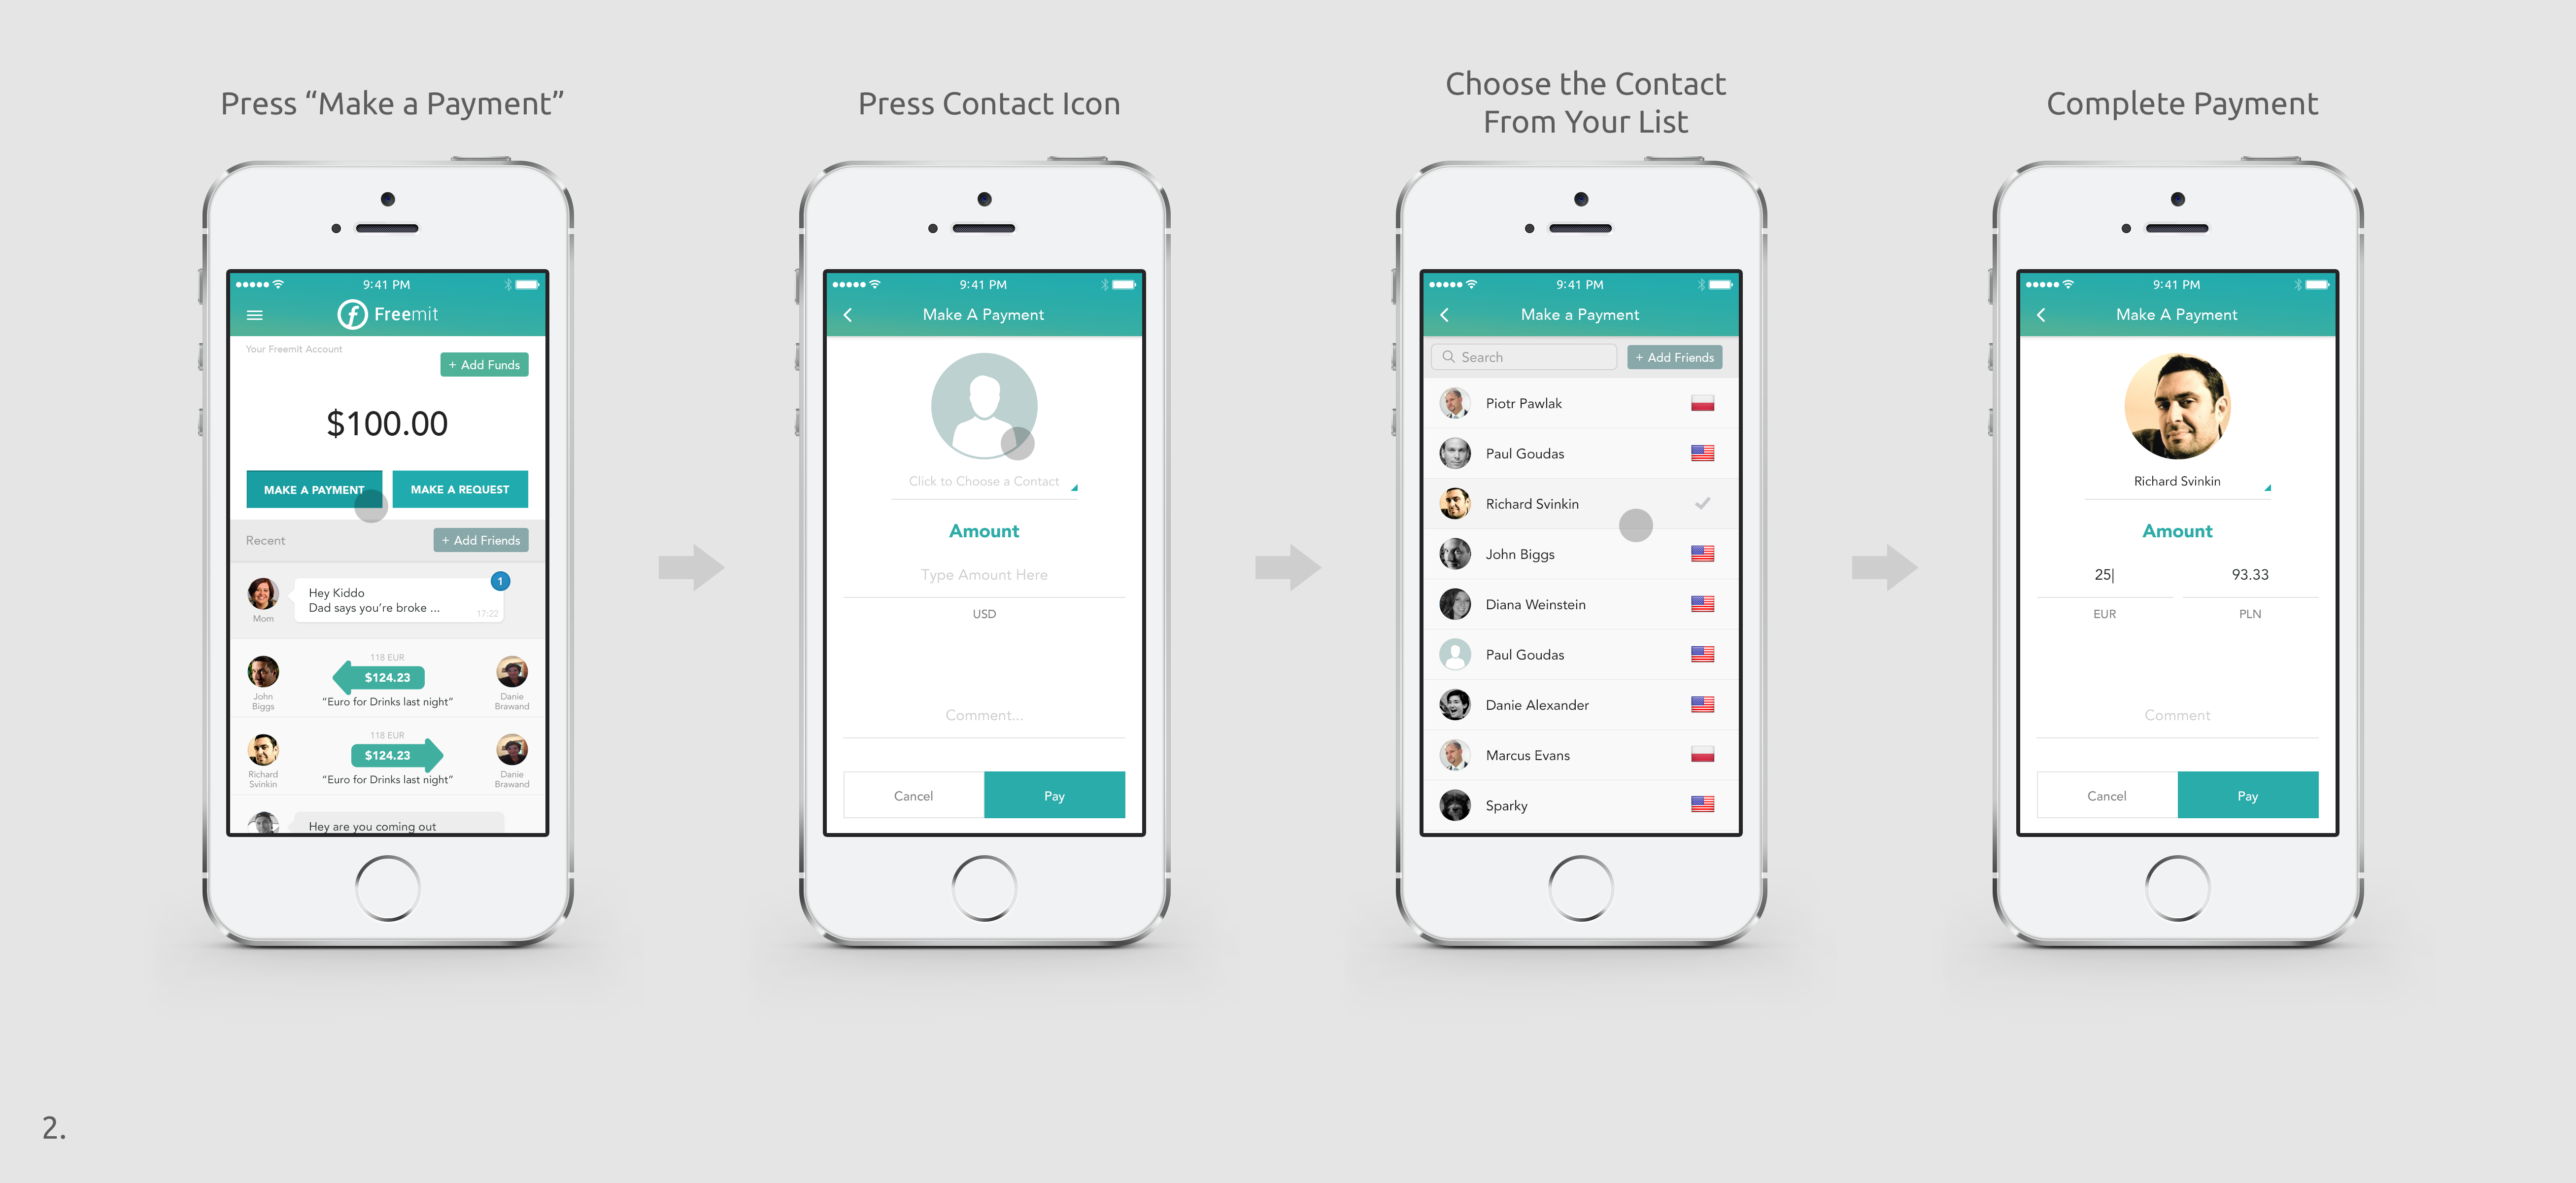 Press “Make a Payment”
9:41 PM
Freemit
Your Freemit Account
+ Add Funds
$100.00
MAKE A PAYMENT
MAKE A REQUEST
Recent
+ Add Friends
Mom
1
Hey Kiddo
Dad says you’re broke ...
17:22
118 EUR
$124.23
“Euro for Drinks last night”
John
Biggs
Danie
Brawand
118 EUR
$124.23
“Euro for Drinks last night”
Richard
Svinkin
Danie
Brawand
Hey are you coming out
Press Contact Icon
9:41 PM
Make A Payment
Click to Choose a Contact
Amount
Type Amount Here
USD
Comment...
Cancel
Pay
Choose the Contact
From Your List
9:41 PM
Make a Payment
Search
+ Add Friends
Piotr Pawlak
Paul Goudas
Richard Svinkin
John Biggs
Diana Weinstein
Paul Goudas
Danie Alexander
Marcus Evans
Sparky
Complete Payment
9:41 PM
Make A Payment
Richard Svinkin
Amount
25
93.33
EUR
PLN
Comment
Cancel
Pay
2.